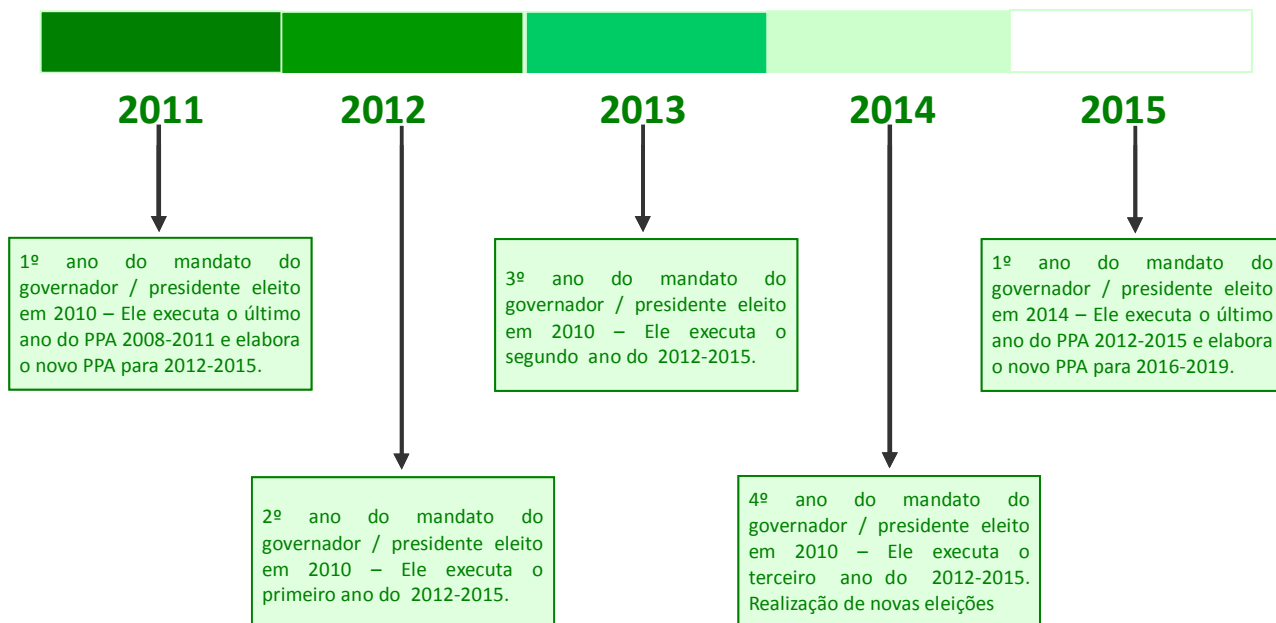 2011
2012
2013
2014
2015
1º ano do mandato do
governador / presidente eleito
em 2010 – Ele executa o último
ano do PPA 2008-2011 e elabora
o novo PPA para 2012-2015.
2º ano do mandato do
governador / presidente eleito
em 2010 – Ele executa o
primeiro ano do 2012-2015.
3º ano do mandato do
governador / presidente eleito
em 2010 – Ele executa o
segundo ano do 2012-2015.
4º ano do mandato do
governador / presidente eleito
em 2010 – Ele executa o
terceiro ano do 2012-2015.
Realização de novas eleições
1º ano do mandato do
governador / presidente eleito
em 2014 – Ele executa o último
ano do PPA 2012-2015 e elabora
o novo PPA para 2016-2019.